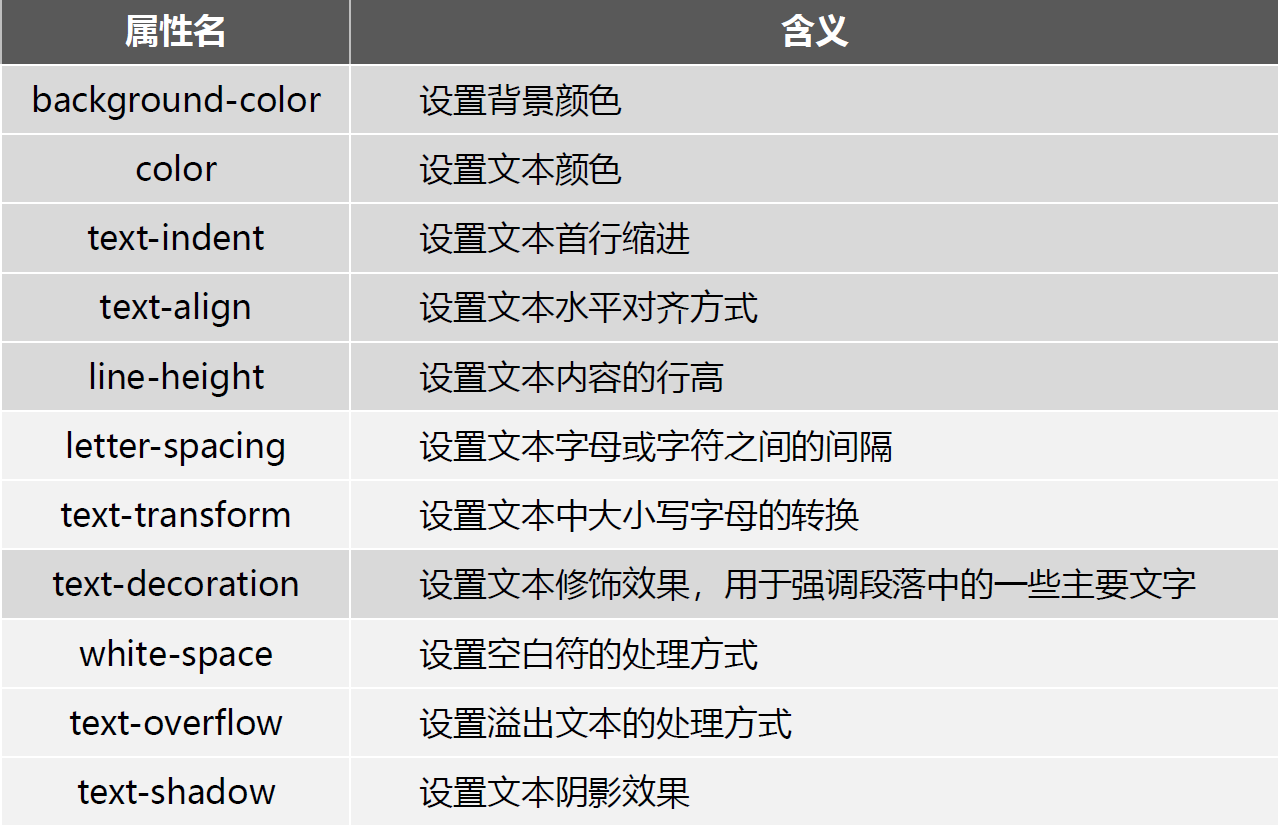 属性名 含义
background-color 设置背景颜色
color 设置文本颜色
text-indent 设置文本首行缩进
text-align 设置文本水平对齐方式
line-height 设置文本内容的行高
letter-spacing 设置文本字母或字符之间的间隔
text-transform 设置文本中大小写字母的转换
text-decoration 设置文本修饰效果，用于强调段落中的一些主要文字
white-space 设置空白符的处理方式
text-overflow 设置溢出文本的处理方式
text-shadow 设置文本阴影效果